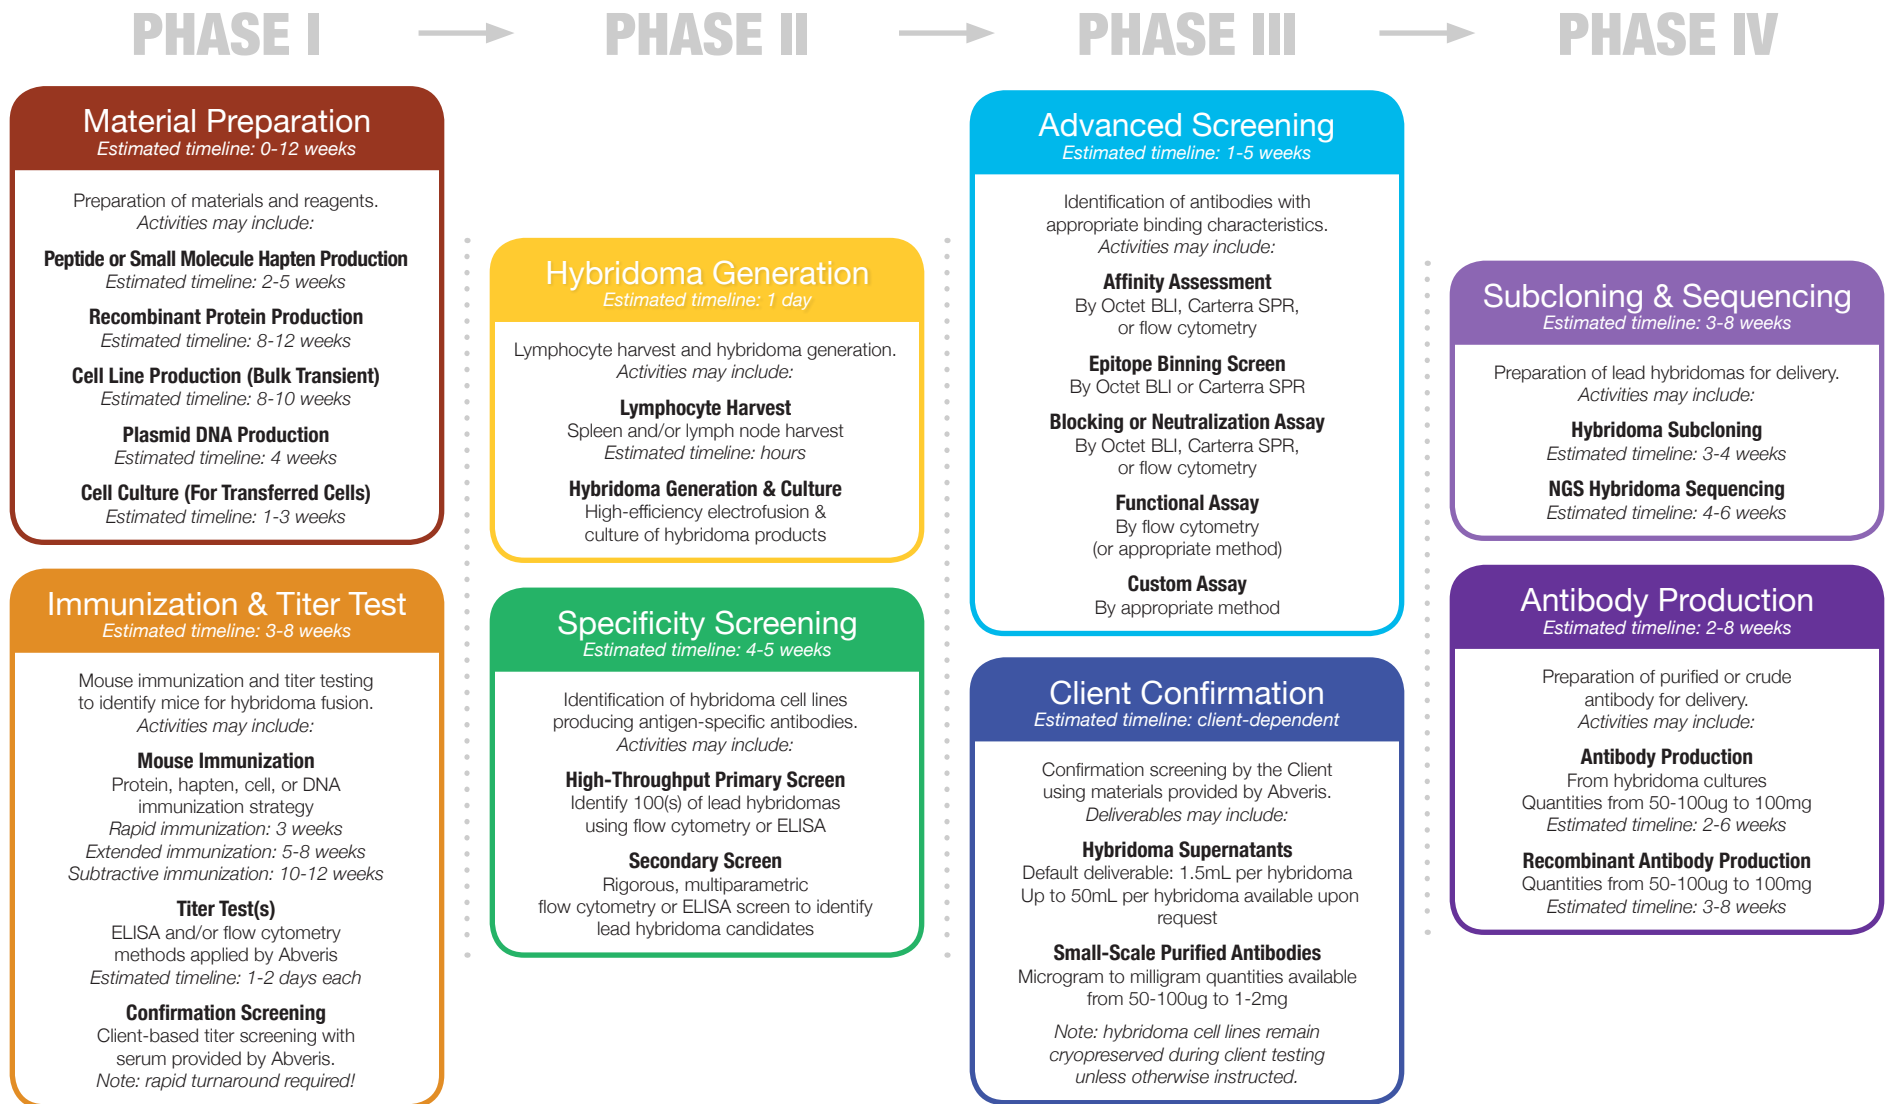 PHASE I
PHASE II
PHASE III
PHASE IV
Material Preparation
Estimated timeline: 0-12 weeks
Preparation of materials and reagents.
Activities may include:
Peptide or Small Molecule Hapten Production
Estimated timeline: 2-5 weeks
Recombinant Protein Production
Estimated timeline: 8-12 weeks
Cell Line Production (Bulk Transient)
Estimated timeline: 8-10 weeks
Plasmid DNA Production
Estimated timeline: 4 weeks
Cell Culture (For Transferred Cells)
Estimated timeline: 1-3 weeks
Immunization & Titer Test
Estimated timeline: 3-8 weeks
Mouse immunization and titer testing
to identify mice for hybridoma fusion.
Activities may include:
Mouse Immunization
Protein, hapten, cell, or DNA
immunization strategy
Rapid immunization: 3 weeks
Extended immunization: 5-8 weeks
Subtractive immunization: 10-12 weeks
Titer Test(s)
ELISA and/or flow cytometry
methods applied by Abveris
Estimated timeline: 1-2 days each
Confirmation Screening
Client-based titer screening with
serum provided by Abveris.
Note: rapid turnaround required!
Hybridoma Generation
Estimated timeline: 1 day
Lymphocyte harvest and hybridoma generation.
Activities may include:
Lymphocyte Harvest
Spleen and/or lymph node harvest
Estimated timeline: hours
Hybridoma Generation & Culture
High-efficiency electrofusion &
culture of hybridoma products
Specificity Screening
Estimated timeline: 4-5 weeks
Identification of hybridoma cell lines
producing antigen-specific antibodies.
Activities may include:
High-Throughput Primary Screen
Identify 100(s) of lead hybridomas
using flow cytometry or ELISA
Secondary Screen
Rigorous, multiparametric
flow cytometry or ELISA screen to identify
lead hybridoma candidates
Advanced Screening
Estimated timeline: 1-5 weeks
Identification of antibodies with
appropriate binding characteristics.
Activities may include:
Affinity Assessment
By Octet BLI, Carterra SPR,
or flow cytometry
Epitope Binning Screen
By Octet BLI or Carterra SPR
Blocking or Neutralization Assay
By Octet BLI, Carterra SPR,
or flow cytometry
Functional Assay
By flow cytometry
(or appropriate method)
Custom Assay
By appropriate method
Client Confirmation
Estimated timeline: client-dependent
Confirmation screening by the Client
using materials provided by Abveris.
Deliverables may include:
Hybridoma Supernatants
Default deliverable: 1.5mL per hybridoma
Up to 50mL per hybridoma available upon
request
Small-Scale Purified Antibodies
Microgram to milligram quantities available
from 50-100ug to 1-2mg
Note: hybridoma cell lines remain
cryopreserved during client testing
unless otherwise instructed.
Subcloning & Sequencing
Estimated timeline: 3-8 weeks
Preparation of lead hybridomas for delivery.
Activities may include:
Hybridoma Subcloning
Estimated timeline: 3-4 weeks
NGS Hybridoma Sequencing
Estimated timeline: 4-6 weeks
Antibody Production
Estimated timeline: 2-8 weeks
Preparation of purified or crude
antibody for delivery.
Activities may include:
Antibody Production
From hybridoma cultures
Quantities from 50-100ug to 100mg
Estimated timeline: 2-6 weeks
Recombinant Antibody Production
Quantities from 50-100ug to 100mg
Estimated timeline: 3-8 weeks